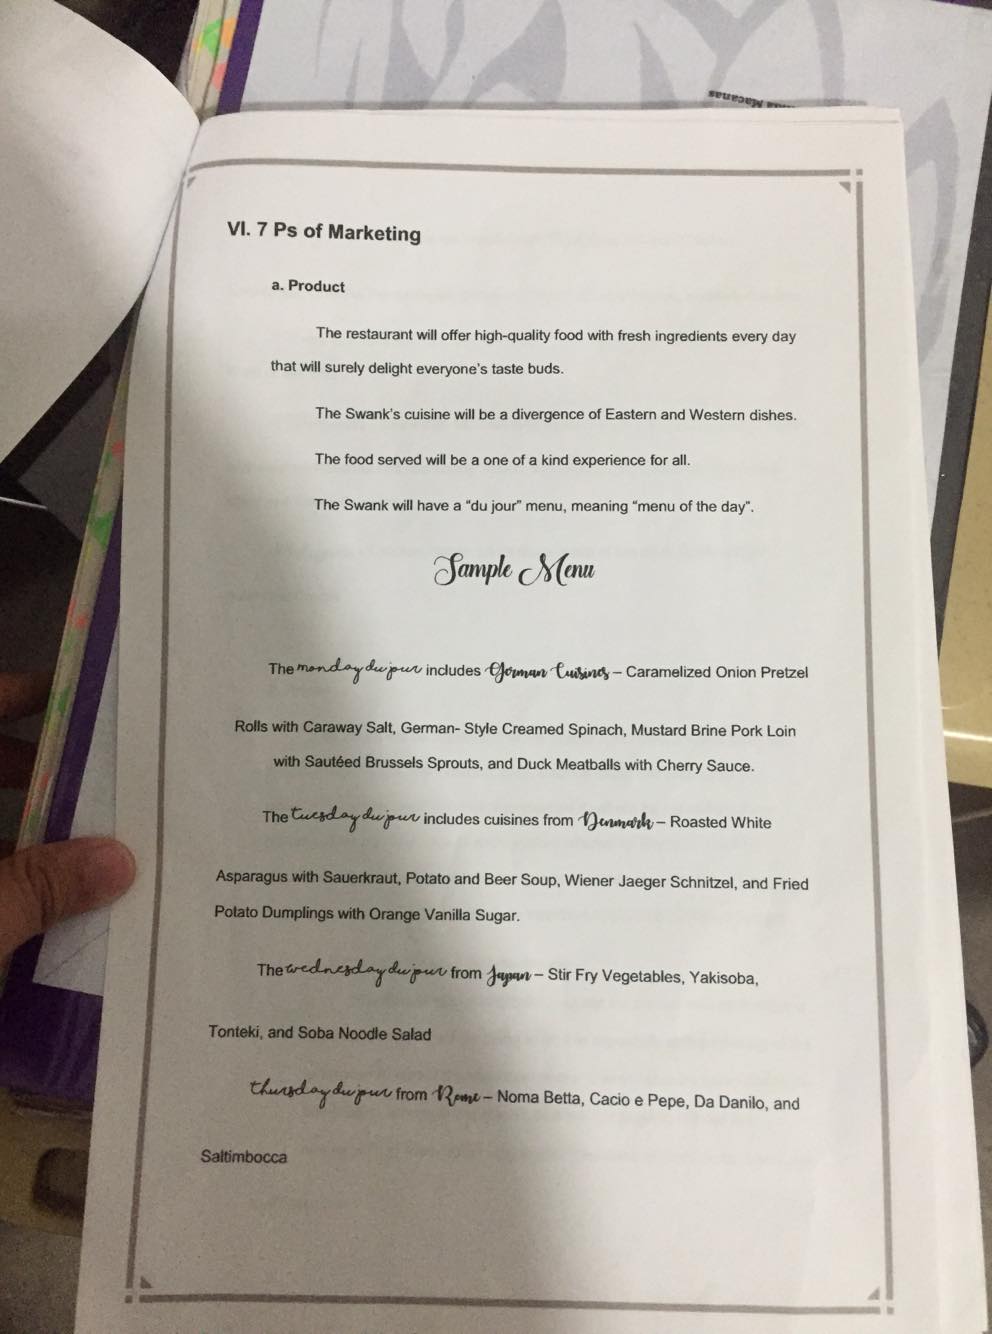 Macanas
VI. 7 Ps of Marketing
a. Product
The restaurant will offer high-quality food with fresh ingredients every day
that will surely delight everyone's taste buds.
The Swank's cuisine will be a divergence of Eastern and Western dishes.
The food served will be a one of a kind experience for all.
The Swank will have a “du jour” menu, meaning “menu of the day”.
Sample Menu
The monday du jour includes German Cuisines – Caramelized Onion Pretzel
Rolls with Caraway Salt, German- Style Creamed Spinach, Mustard Brine Pork Loin
with Sautéed Brussels Sprouts, and Duck Meatballs with Cherry Sauce.
The tuesday du jour includes cuisines from Denmark – Roasted White
Asparagus with Sauerkraut, Potato and Beer Soup, Wiener Jaeger Schnitzel, and Fried
Potato Dumplings with Orange Vanilla Sugar.
The wednesday du jour from Japan – Stir Fry Vegetables, Yakisoba,
Tonteki, and Soba Noodle Salad
thursday du jour from Rome – Noma Betta, Cacio e Pepe, Da Danilo, and
Saltimbocca